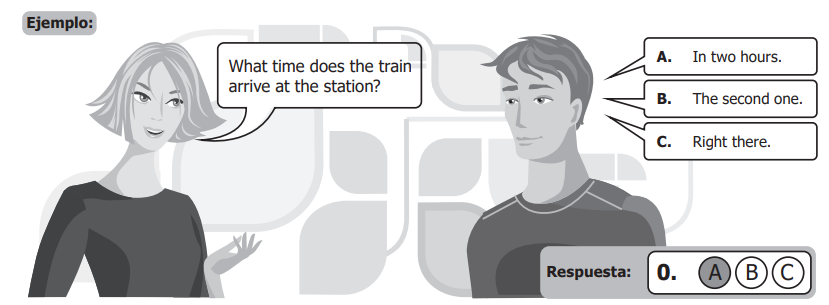 Ejemplo:
What time does the train
arrive at the station?
A. In two hours.
B. The second one.
C. Right there.
Respuesta: 0. A B C